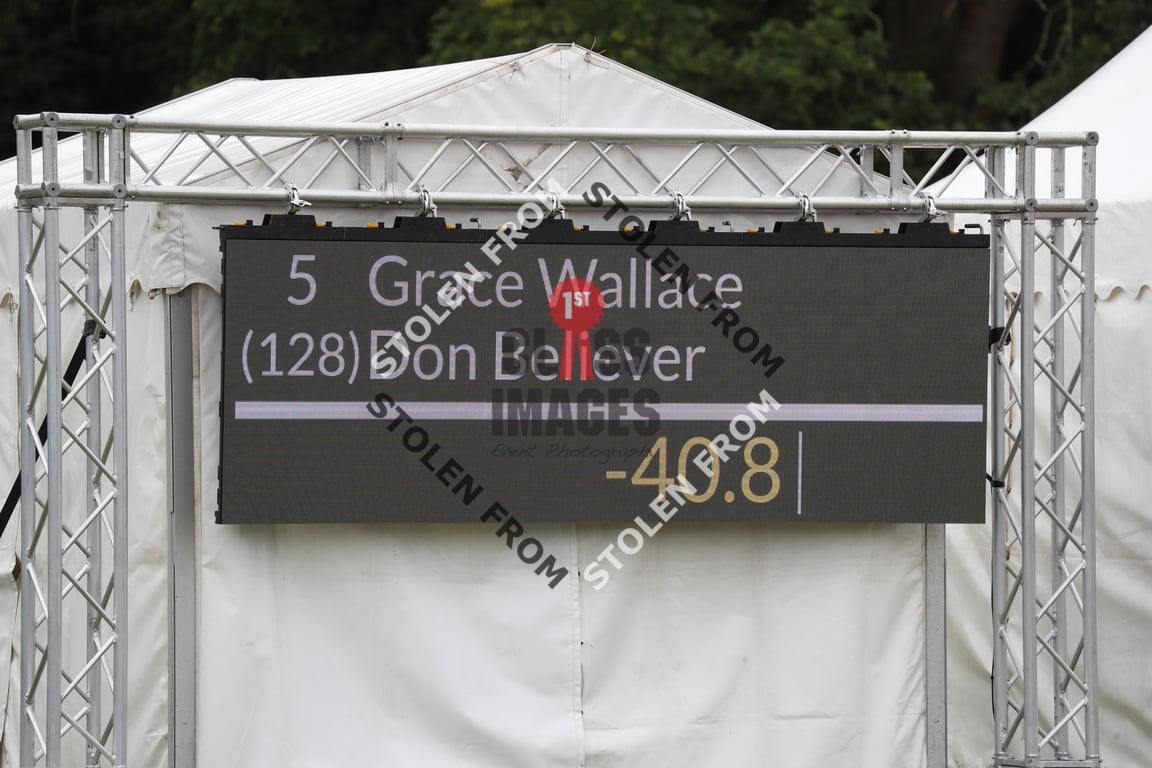 5 Grace Wallace
(128) Don Believer
-40.8
1ST
BLISS
IMAGES
Event Photography
STOLEN FROM
STOLEN FROM
STOLEN FROM
STOLEN FROM